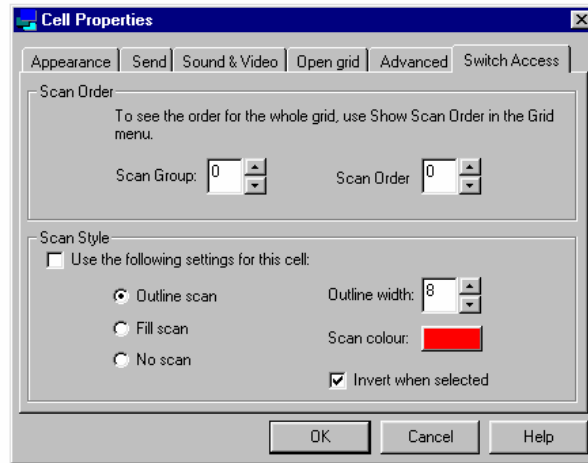 Cell Properties
Appearance Send Sound & Video Open grid Advanced Switch Access
Scan Order
To see the order for the whole grid, use Show Scan Order in the Grid
menu.
Scan Group: 0 Scan Order 0
Scan Style
Use the following settings for this cell:
Outline scan Outline width: 8
Fill scan Scan colour:
No scan
Invert when selected
OK Cancel Help